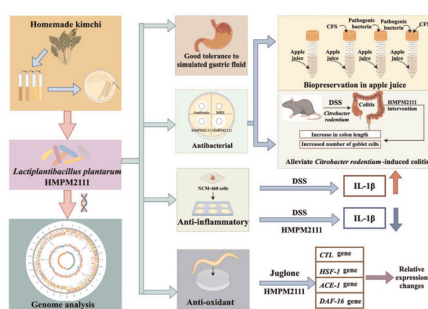 Homemade kimchi
Lactiplantibacillus plantarum
HMPM2111
Genome analysis
Good tolerance to
simulated gastric fluid
HMPM2111
HMPM2111
Antibacterial
NCM-460 cells
Anti-inflammatory
Anti-oxidant
CFS
Pathogenic
bacteria
Pathogenic
bacteria
CFS
Apple
juice
Apple
juice
Apple
juice
Apple
juice
Biopreservation in apple juice
DSS
Citrobacter
rodentium
Colitis
HMPM2111
intervention
Increase in colon length
Increased number of goblet cells
Alleviate Citrobacter rodentium-induced colitis
DSS
IL-1β
DSS
HMPM2111
IL-1β
Juglone
HMPM2111
CTL gene
HSF-1 gene
ACE-1 gene
DAF-16 gene
Relative
expression
changes